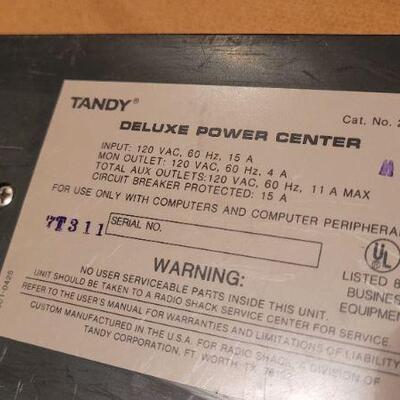 TANDY®
Cat. No. 2
DELUXE POWER CENTER
INPUT: 120 VAC, 60 Hz, 15 A
MON OUTLET: 120 VAC, 60 Hz, 4 A
TOTAL AUX OUTLETS:120 VAC, 60 Hz, 11 A MAX
CIRCUIT BREAKER PROTECTED: 15 A
FOR USE ONLY WITH COMPUTERS AND COMPUTER PERIPHERAL
7T311
SERIAL NO.
UL
LISTED 8
BUSINES
EQUIPMEN
WARNING:
NO USER SERVICEABLE PARTS INSIDE THIS UNIT.
UNIT SHOULD BE TAKEN TO A RADIO SHACK SERVICE CENTER FOR SERVICE.
REFER TO THE USER'S MANUAL FOR WARRANTIES AND LIMITATIONS OF LIABILITY
CUSTOM MANUFACTURED IN THE U.S.A. FOR RADIO SHACK, A DIVISION OF
TANDY CORPORATION, FT. WORTH, TX